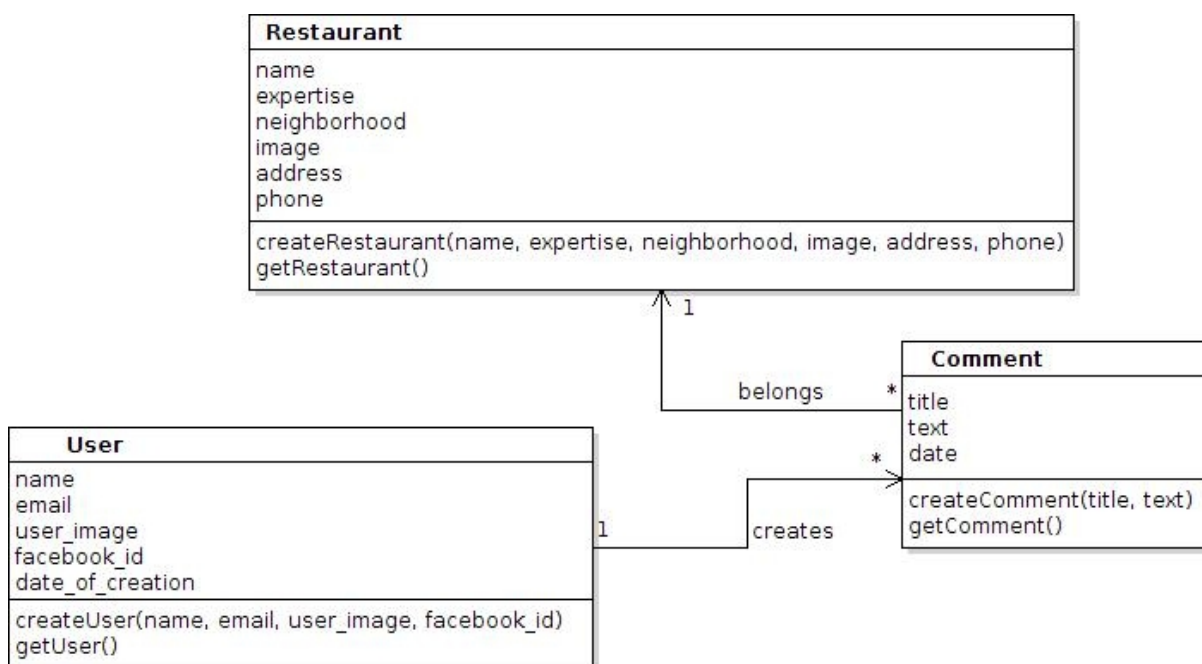 Restaurant
name
expertise
neighborhood
image
address
phone
createRestaurant(name, expertise, neighborhood, image, address, phone)
getRestaurant()
1
belongs
*
Comment
title
text
date
createComment(title, text)
getComment()
User
name
email
user_image
facebook_id
date_of_creation
createUser(name, email, user_image, facebook_id)
getUser()
1
creates
*